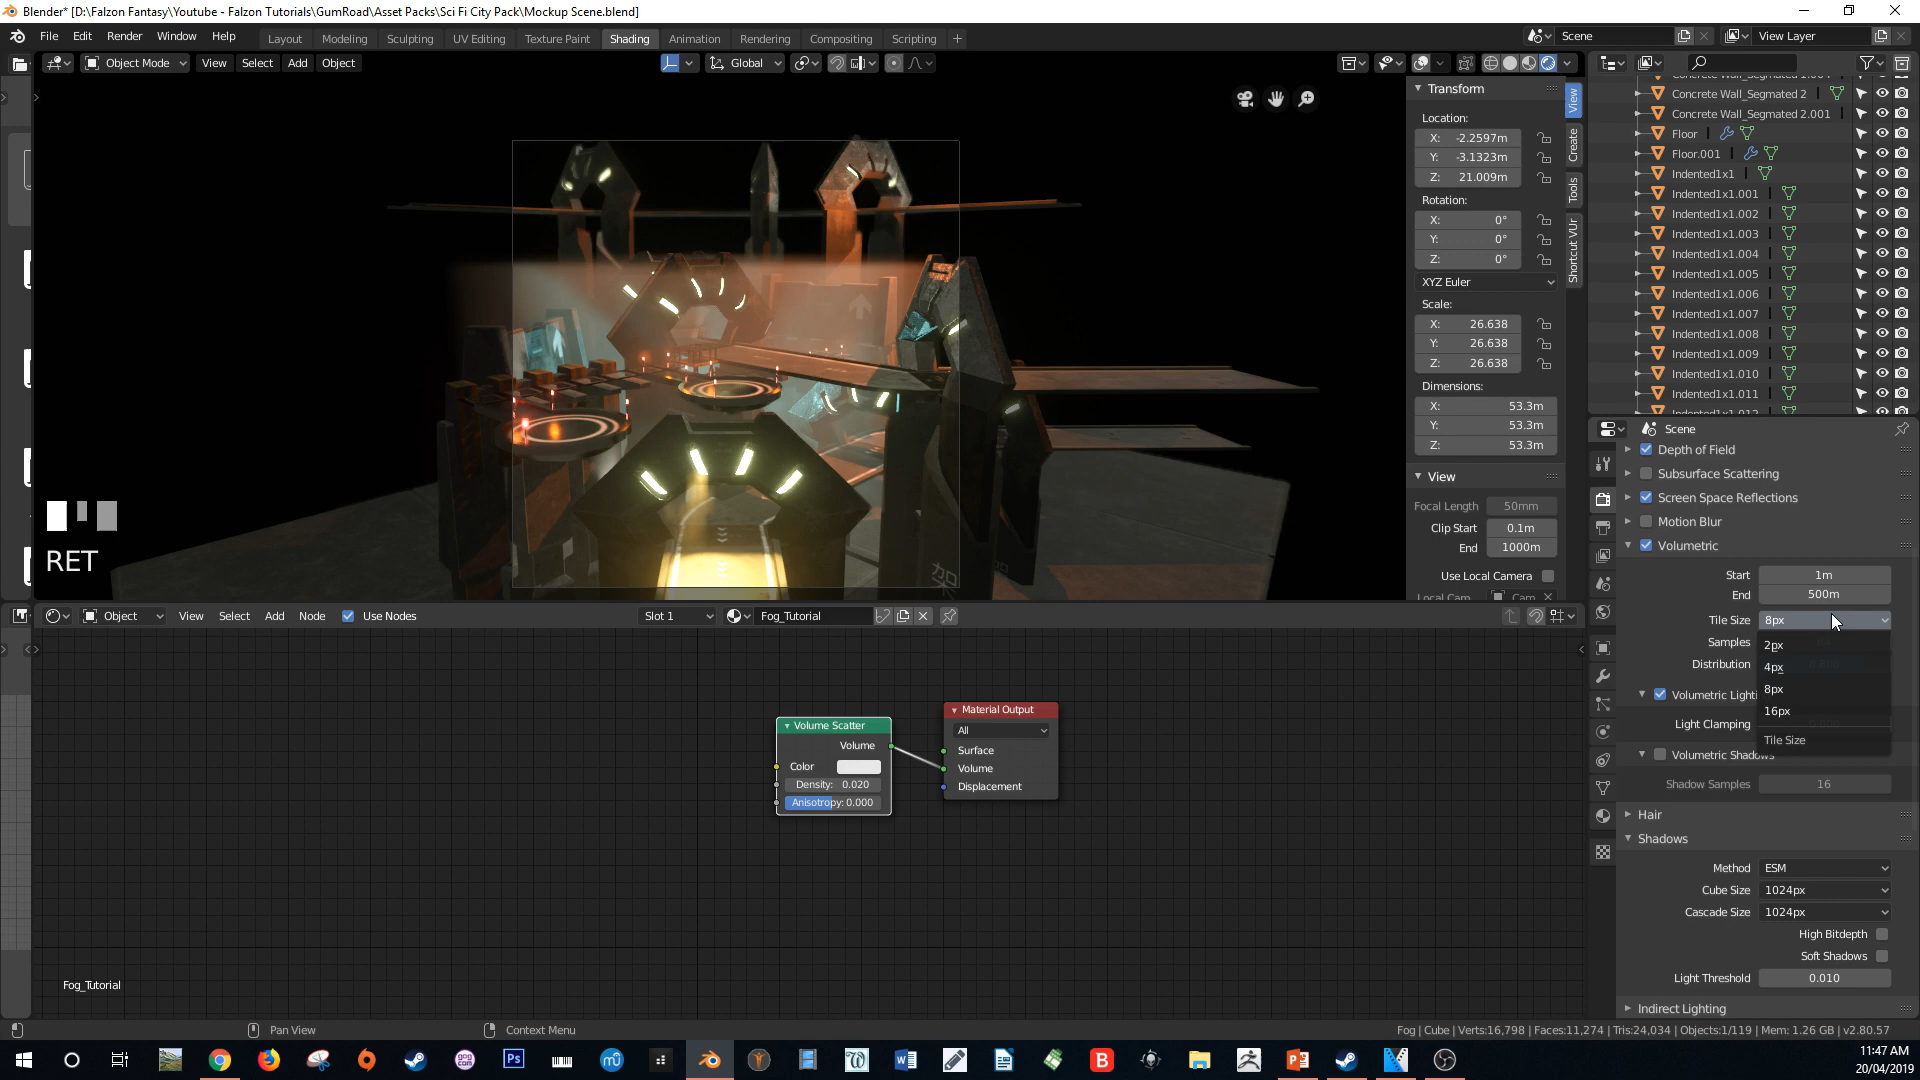 Blender* [D:\Falzon Fantasy\Youtube - Falzon Tutorials\GumRoad\Asset Packs\Sci Fi City Pack\Mockup Scene.blend]
File Edit Render Window Help Layout Modeling Sculpting UV Editing Texture Paint Shading Animation Rendering Compositing Scripting Scene View Layer
Object Mode View Select Add Object Global
Transform
Location:
X: -2.2597m
Y: -3.1323m
Z: 21.009m
Rotation:
X: 0°
Y: 0°
Z: 0°
XYZ Euler
Scale:
X: 26.638
Y: 26.638
Z: 26.638
Dimensions:
X: 53.3m
Y: 53.3m
Z: 53.3m
View
Focal Length 50mm
Clip Start 0.1m
End 1000m
Use Local Camera
Local Cam Cam
View
Create
Tools
Shortcut VUr
RET
Concrete Wall_Segmated 2
Concrete Wall_Segmated 2.001
Floor
Floor.001
Indented1x1
Indented1x1.001
Indented1x1.002
Indented1x1.003
Indented1x1.004
Indented1x1.005
Indented1x1.006
Indented1x1.007
Indented1x1.008
Indented1x1.009
Indented1x1.010
Indented1x1.011
Scene
Depth of Field
Subsurface Scattering
Screen Space Reflections
Motion Blur
Volumetric
Start 1m
End 500m
Tile Size 8px
2px
4px
8px
16px
Tile Size
Samples
Distribution
Volumetric Lighti
Light Clamping
Volumetric Shadows
Shadow Samples 16
Hair
Shadows
Method ESM
Cube Size 1024px
Cascade Size 1024px
High Bitdepth
Soft Shadows
Light Threshold 0.010
Indirect Lighting
Object View Select Add Node Use Nodes Slot 1 Fog_Tutorial
Volume Scatter
Volume
Color
Density: 0.020
Anisotropy: 0.000
Material Output
All
Surface
Volume
Displacement
Fog_Tutorial
Pan View Context Menu Fog | Cube | Verts:16,798 | Faces:11,274 | Tris:24,034 | Objects:1/119 | Mem: 1.26 GB | v2.80.57
11:47 AM
20/04/2019